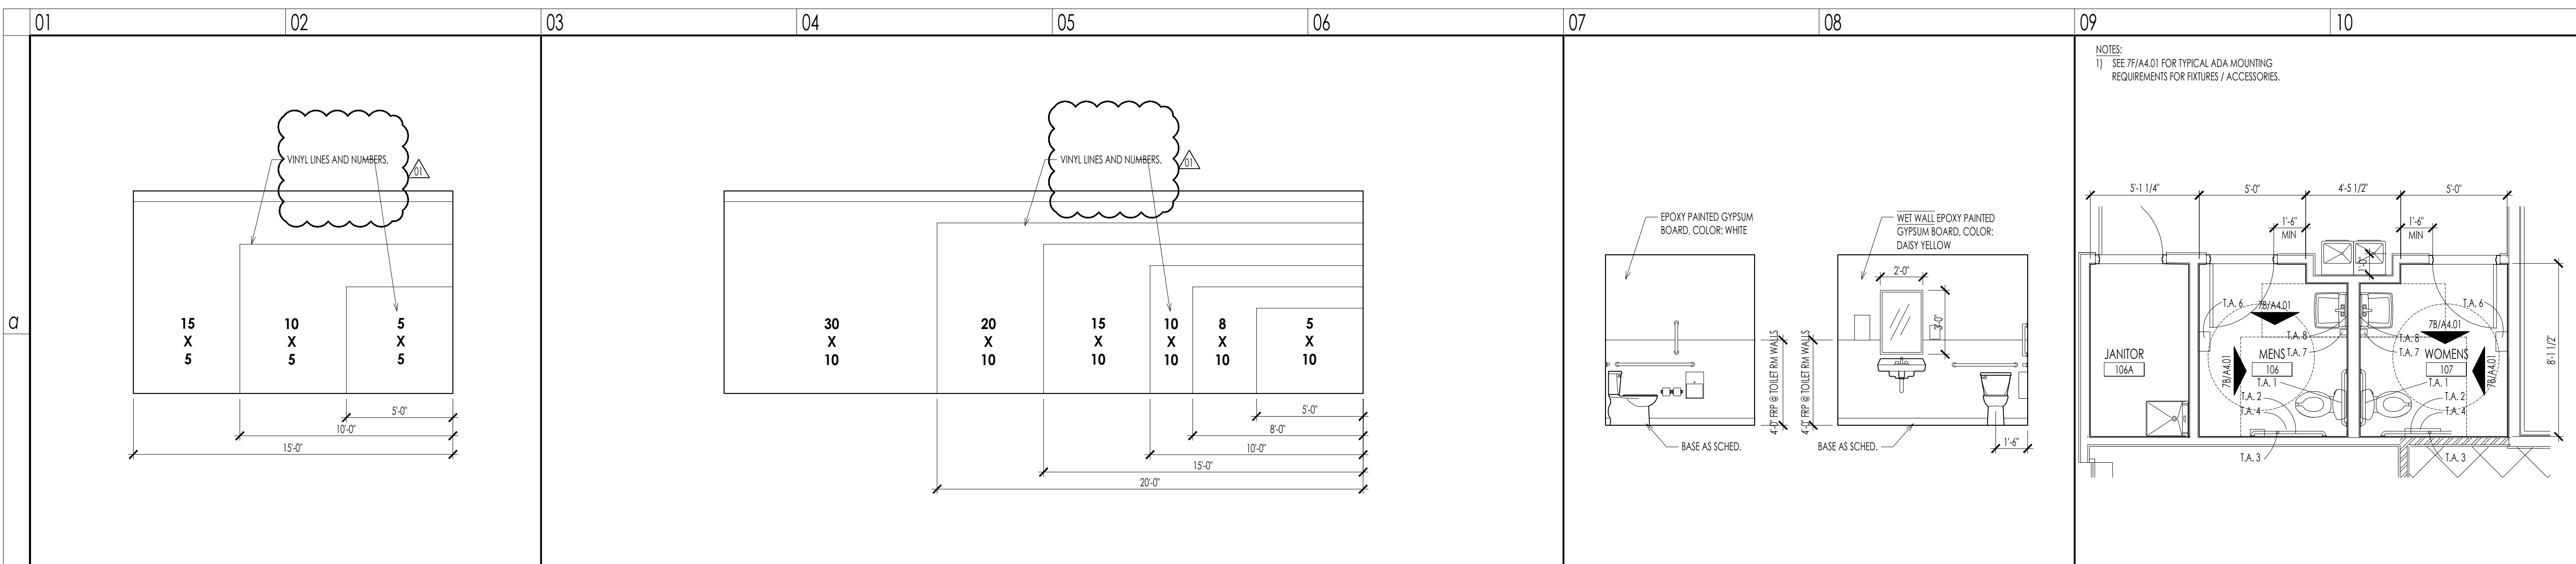 01 02 03 04 05 06 07 08 09 10
a
VINYL LINES AND NUMBERS.
01
15
X
5
10
X
5
5
X
5
5'-0"
10'-0"
15'-0"
VINYL LINES AND NUMBERS.
01
30
X
10
20
X
10
15
X
10
10
X
10
8
X
10
5
X
10
5'-0"
8'-0"
10'-0"
15'-0"
20'-0"
EPOXY PAINTED GYPSUM
BOARD, COLOR: WHITE
4'-0" FRP @ TOILET RM WALLS
BASE AS SCHED.
WET WALL EPOXY PAINTED
GYPSUM BOARD, COLOR:
DAISY YELLOW
2'-0"
3'-0"
4'-0" FRP @ TOILET RM WALLS
BASE AS SCHED.
1'-6"
NOTES:
1) SEE 7F/A4.01 FOR TYPICAL ADA MOUNTING
REQUIREMENTS FOR FIXTURES / ACCESSORIES.
5'-1 1/4" 5'-0" 4'-5 1/2" 5'-0"
1'-6"
MIN
1'-6"
MIN
8'-1 1/2"
JANITOR
106A
T.A. 6
7B/A4.01
T.A. 8
T.A. 7
MENS
106
7B/A4.01
T.A. 1
T.A. 2
T.A. 4
T.A. 3
T.A. 6
7B/A4.01
T.A. 8
T.A. 7
WOMENS
107
7B/A4.01
T.A. 1
T.A. 2
T.A. 4
T.A. 3